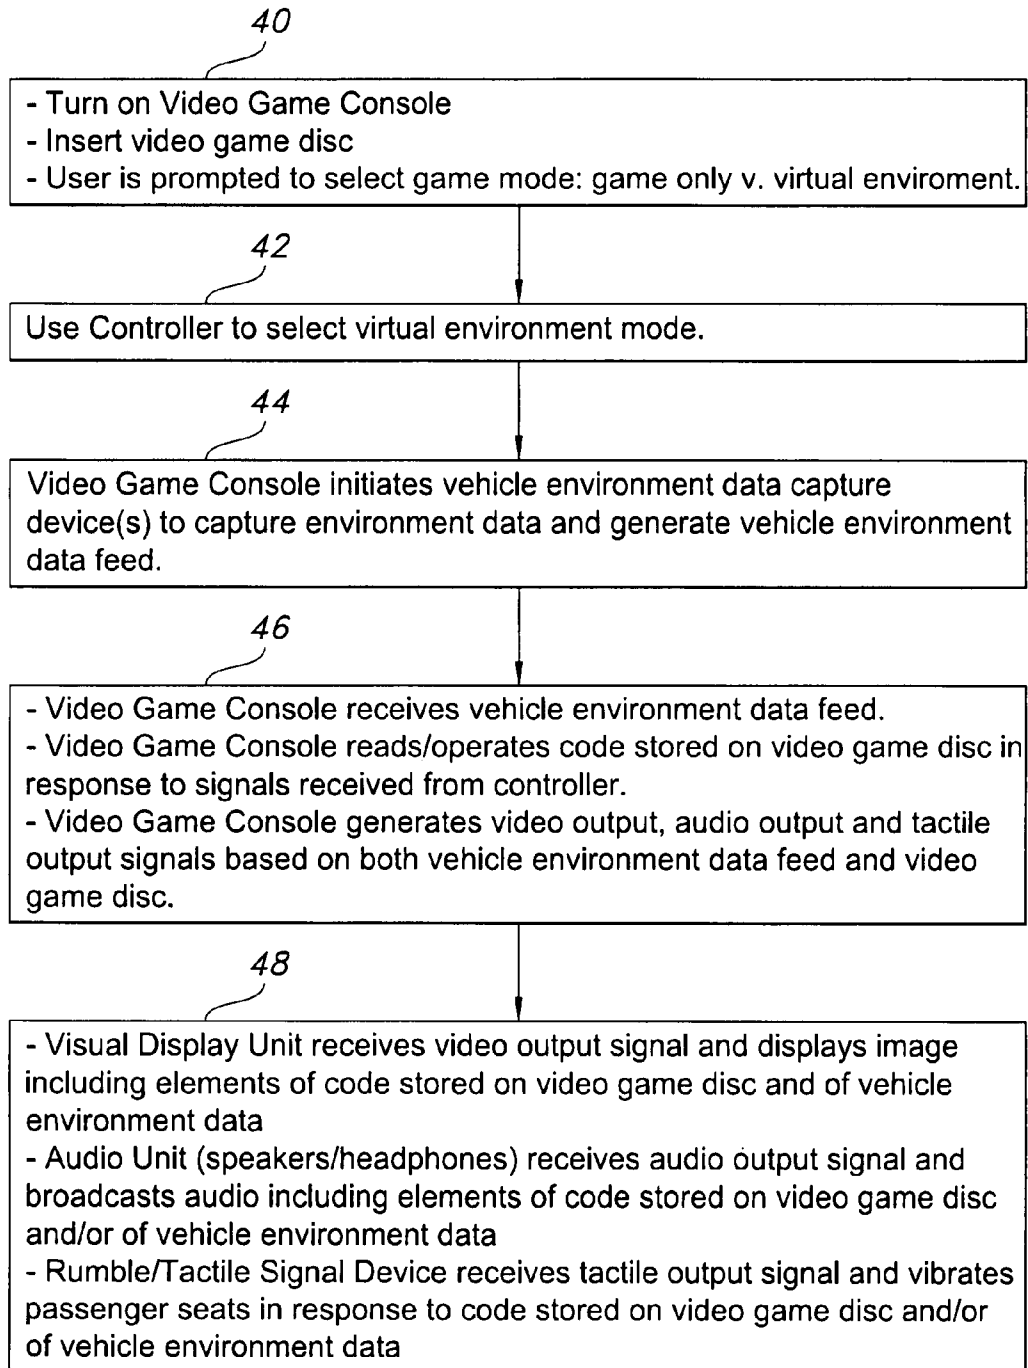 40
- Turn on Video Game Console
- Insert video game disc
- User is prompted to select game mode: game only v. virtual enviroment.
42
Use Controller to select virtual environment mode.
44
Video Game Console initiates vehicle environment data capture
device(s) to capture environment data and generate vehicle environment
data feed.
46
- Video Game Console receives vehicle environment data feed.
- Video Game Console reads/operates code stored on video game disc in
response to signals received from controller.
- Video Game Console generates video output, audio output and tactile
output signals based on both vehicle environment data feed and video
game disc.
48
- Visual Display Unit receives video output signal and displays image
including elements of code stored on video game disc and of vehicle
environment data
- Audio Unit (speakers/headphones) receives audio output signal and
broadcasts audio including elements of code stored on video game disc
and/or of vehicle environment data
- Rumble/Tactile Signal Device receives tactile output signal and vibrates
passenger seats in response to code stored on video game disc and/or
of vehicle environment data